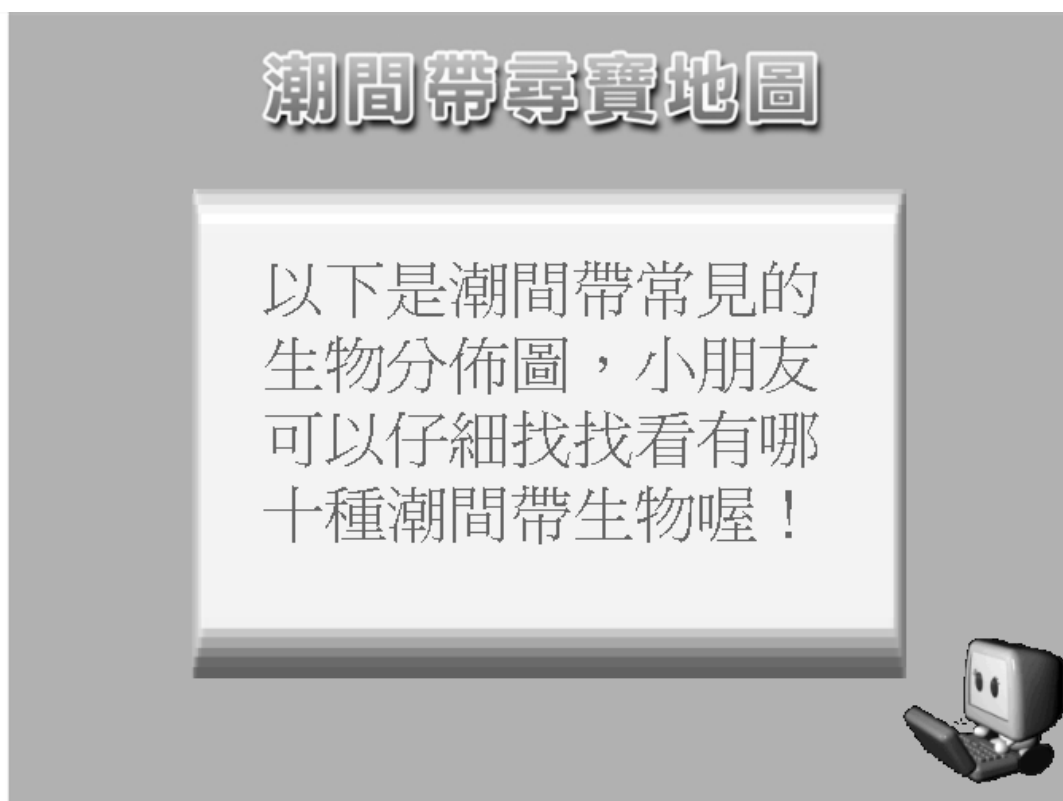 潮間帶尋寶地圖
以下是潮間帶常見的
生物分佈圖，小朋友
可以仔細找找看有哪
十種潮間帶生物喔！